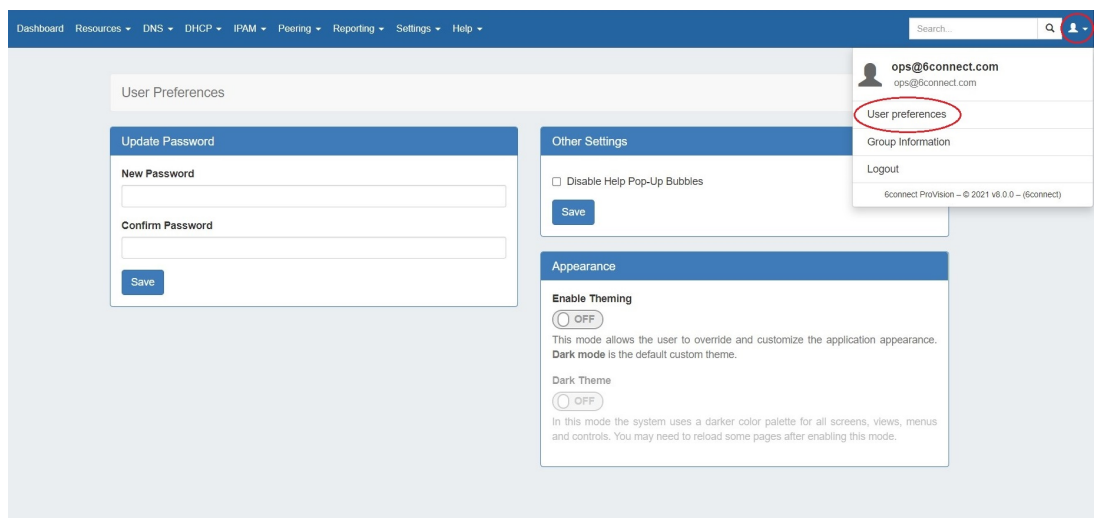 Dashboard Resources DNS DHCP IPAM Peering Reporting Settings Help Search...
ops@6connect.com
ops@6connect.com
User preferences
Group Information
Logout
6connect ProVision – © 2021 v8.0.0 – (6connect)
User Preferences
Update Password
New Password
Confirm Password
Save
Other Settings
Disable Help Pop-Up Bubbles
Save
Appearance
Enable Theming
OFF
This mode allows the user to override and customize the application appearance.
Dark mode is the default custom theme.
Dark Theme
OFF
In this mode the system uses a darker color palette for all screens, views, menus
and controls. You may need to reload some pages after enabling this mode.